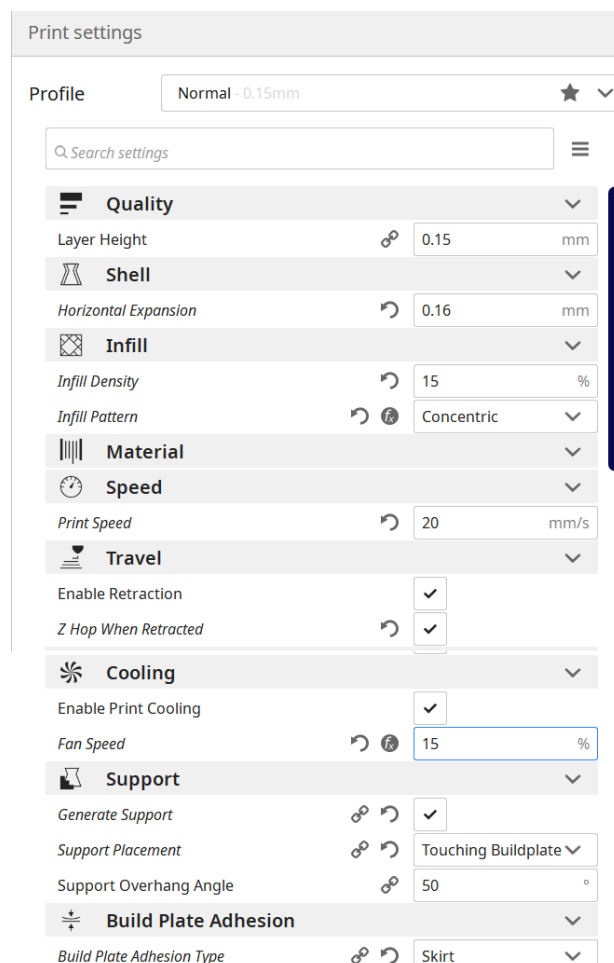 Print settings
Profile Normal - 0.15mm
Search settings
Quality
Layer Height 0.15 mm
Shell
Horizontal Expansion 0.16 mm
Infill
Infill Density 15 %
Infill Pattern fx Concentric
Material
Speed
Print Speed 20 mm/s
Travel
Enable Retraction
Z Hop When Retracted
Cooling
Enable Print Cooling
Fan Speed fx 15 %
Support
Generate Support
Support Placement Touching Buildplate
Support Overhang Angle 50 °
Build Plate Adhesion
Build Plate Adhesion Type Skirt